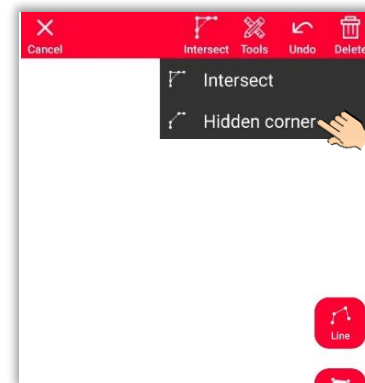 Cancel Intersect Tools Undo Delete
Intersect
Hidden corner
Line